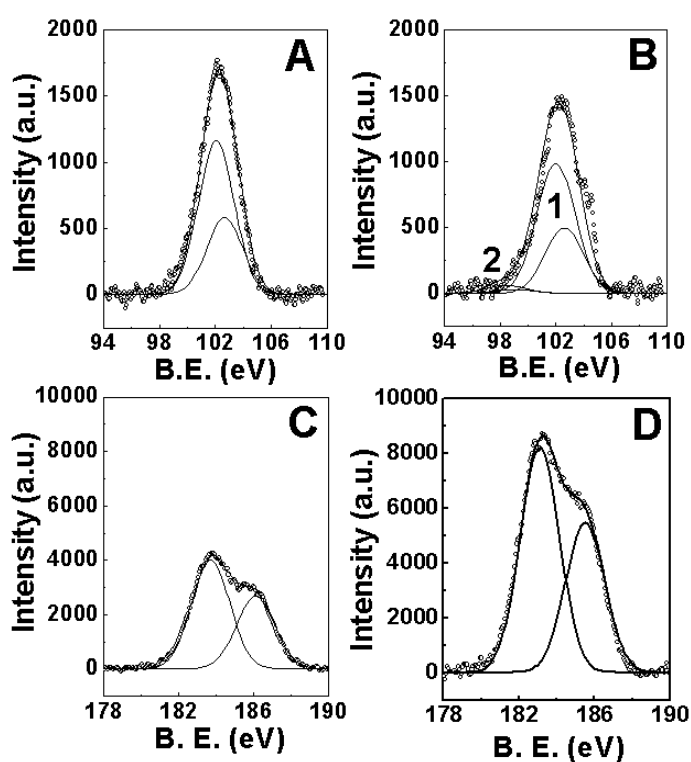 A
Intensity (a.u.)
2000
1500
1000
500
0
94 98 102 106 110
B.E. (eV)
B
Intensity (a.u.)
2000
1500
1000
500
0
1
2
94 98 102 106 110
B.E. (eV)
C
Intensity (a.u.)
10000
8000
6000
4000
2000
0
178 182 186 190
B. E. (eV)
D
Intensity (a.u.)
10000
8000
6000
4000
2000
0
178 182 186 190
B. E. (eV)